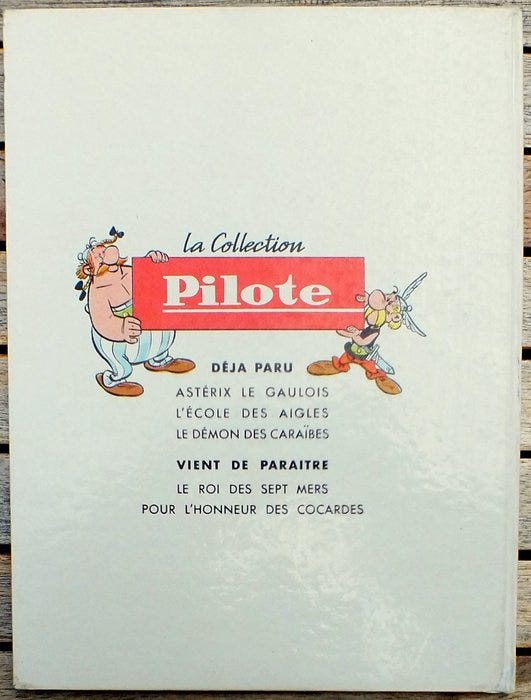 la Collection
Pilote
DÉJA PARU
ASTÉRIX LE GAULOIS
L'ÉCOLE DES AIGLES
LE DÉMON DES CARAÏBES
VIENT DE PARAITRE
LE ROI DES SEPT MERS
POUR L'HONNEUR DES COCARDES